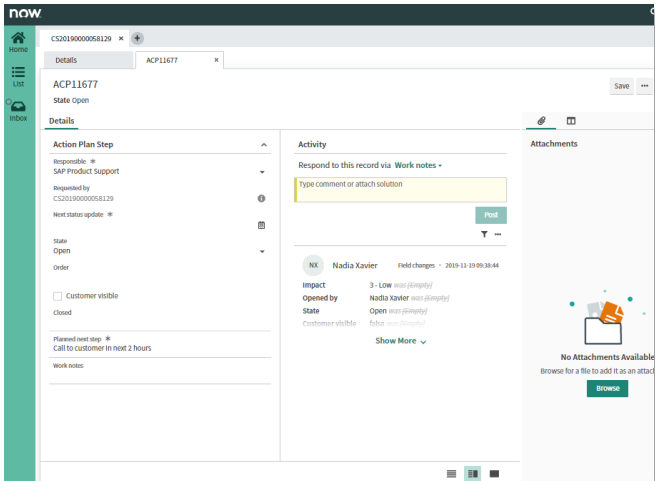 now
CS20190000058129 × +
Home
Details
ACP11677 ×
List
ACP11677
Save
State Open
Inbox
Details
Action Plan Step
Responsible *
SAP Product Support
Requested by
CS20190000058129
Next status update *
State
Open
Order
Customer visible
Closed
Planned next step *
Call to customer in next 2 hours
Work notes
Activity
Respond to this record via Work notes
Type comment or attach solution
Post
NX Nadia Xavier Field changes • 2019-11-19 09:38:44
Impact 3 - Low was [Empty]
Opened by Nadia Xavier was [Empty]
State Open was [Empty]
Customer visible false was [Empty]
Show More
Attachments
No Attachments Available
Browse for a file to add it as an attac
Browse